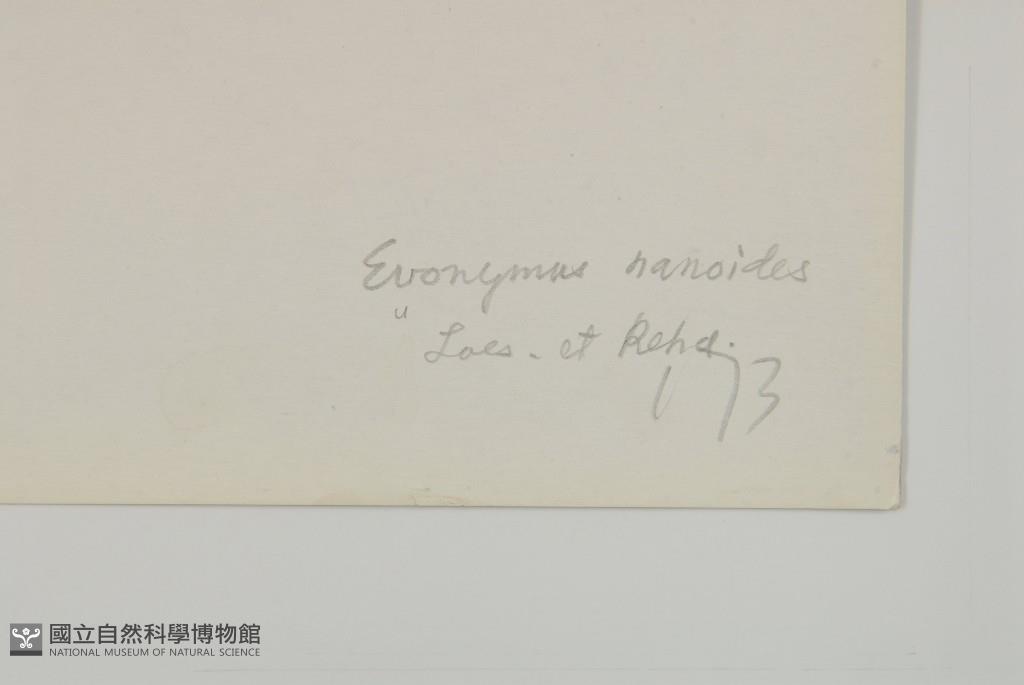 Evonymus nanoides
"
Loes. et Rehd.
'73
國立自然科學博物館
NATIONAL MUSEUM OF NATURAL SCIENCE